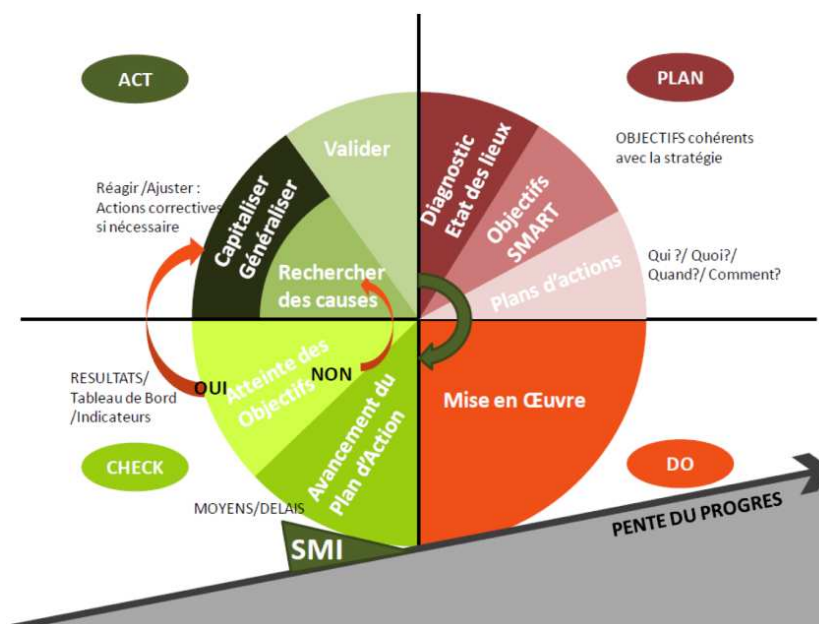 ACT
PLAN
Valider
Diagnostic
Etat des lieux
OBJECTIFS cohérents
avec la stratégie
Réagir /Ajuster :
Actions correctives
si nécessaire
Capitaliser
Généraliser
Objectifs
SMART
Rechercher
des causes
Plans d'actions
Qui ?/ Quoi?/
Quand?/ Comment?
RESULTATS/
Tableau de Bord
/Indicateurs
OUI
Atteinte des
Objectifs
NON
Avancement du
Plan d'Action
Mise en Œuvre
CHECK
DO
MOYENS/DELAIS
SMI
PENTE DU PROGRES